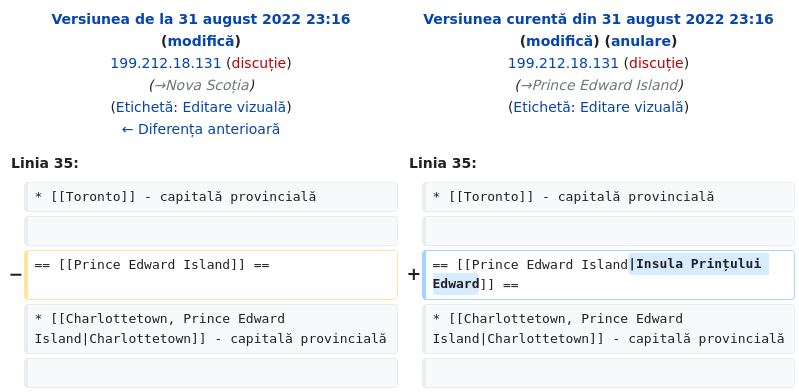 Versiunea de la 31 august 2022 23:16
(modifică)
199.212.18.131 (discuție)
(→Nova Scoția)
(Etichetă: Editare vizuală)
← Diferența anterioară
Versiunea curentă din 31 august 2022 23:16
(modifică) (anulare)
199.212.18.131 (discuție)
(→Prince Edward Island)
(Etichetă: Editare vizuală)
Linia 35:
Linia 35:
* [[Toronto]] - capitală provincială
* [[Toronto]] - capitală provincială
− == [[Prince Edward Island]] ==
+ == [[Prince Edward Island|Insula Prințului
Edward]] ==
* [[Charlottetown, Prince Edward
Island|Charlottetown]] - capitală provincială
* [[Charlottetown, Prince Edward
Island|Charlottetown]] - capitală provincială